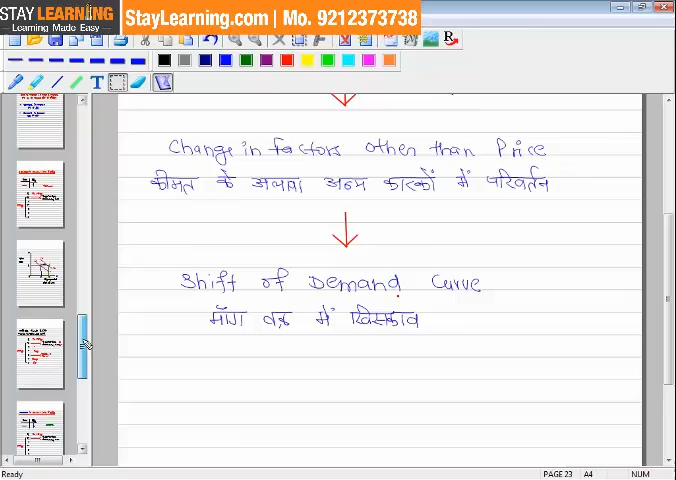 STAY LEARNING
Learning Made Easy
StayLearning.com | Mo. 9212373738
Change in factors other than Price
कीमत के अलावा अन्य कारकों में परिवर्तन
Shift of Demand Curve
माँग वक्र में खिसकाव
Ready
PAGE 23 A4 NUM